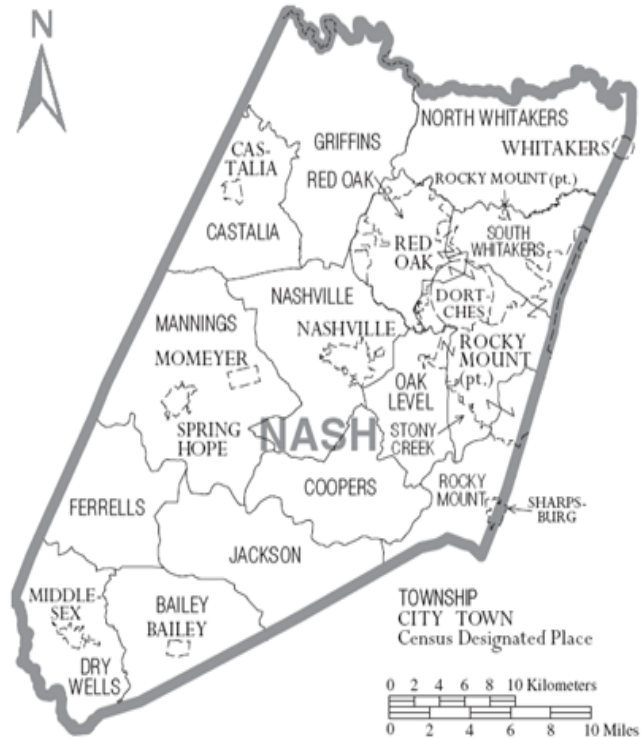 N
GRIFFINS
NORTH WHITAKERS
WHITAKERS
CAS-
TALIA
RED OAK
ROCKY MOUNT (pt.)
CASTALIA
RED
OAK
SOUTH
WHITAKERS
NASHVILLE
DORT-
CHES
MANNINGS
NASHVILLE
MOMEYER
ROCKY
MOUNT
(pt.)
OAK
LEVEL
SPRING
HOPE
NASH
STONY
CREEK
COOPERS
ROCKY
MOUNT
SHARPS-
BURG
FERRELLS
JACKSON
MIDDLE-
SEX
BAILEY
BAILEY
DRY
WELLS
TOWNSHIP
CITY TOWN
Census Designated Place
0 2 4 6 8 10 Kilometers
0 2 4 6 8 10 Miles